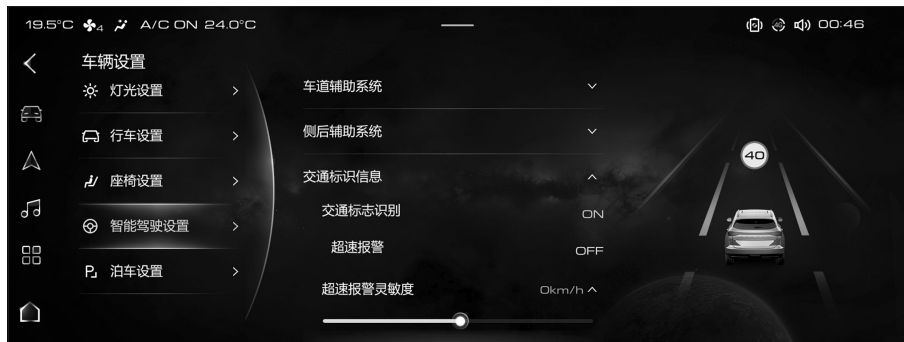 19.5°C 4 A/C ON 24.0°C 00:46
车辆设置
灯光设置
行车设置
座椅设置
智能驾驶设置
泊车设置
车道辅助系统
侧后辅助系统
交通标识信息
交通标志识别 ON
超速报警 OFF
超速报警灵敏度 0km/h
40